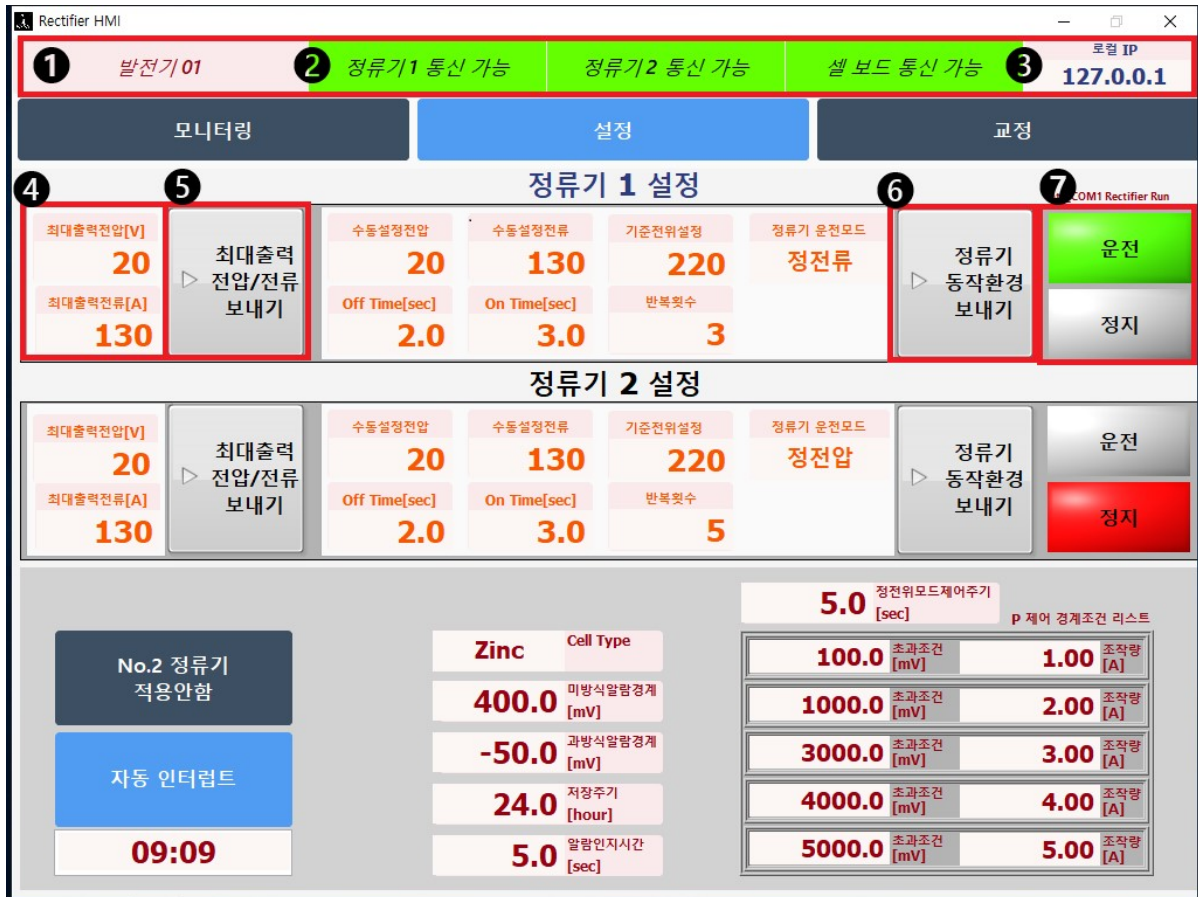 Rectifier HMI
❶ 발전기 01 ❷ 정류기1 통신 가능 정류기2 통신 가능 셀 보드 통신 가능 ❸ 로컬 IP
127.0.0.1
모니터링 설정 교정
❹ ❺ 정류기 1 설정 ❻ ❼ COM1 Rectifier Run
최대출력전압[V]
20
최대출력전류[A]
130
최대출력
전압/전류
보내기
수동설정전압 수동설정전류 기준전위설정 정류기 운전모드
20 130 220 정전류
Off Time[sec] On Time[sec] 반복횟수
2.0 3.0 3
정류기
동작환경
보내기
운전
정지
정류기 2 설정
최대출력전압[V]
20
최대출력전류[A]
130
최대출력
전압/전류
보내기
수동설정전압 수동설정전류 기준전위설정 정류기 운전모드
20 130 220 정전압
Off Time[sec] On Time[sec] 반복횟수
2.0 3.0 5
정류기
동작환경
보내기
운전
정지
No.2 정류기
적용안함
자동 인터럽트
09:09
Zinc Cell Type
400.0 미방식알람경계 [mV]
-50.0 과방식알람경계 [mV]
24.0 저장주기 [hour]
5.0 알람인지시간 [sec]
5.0 정전위모드제어주기 [sec]
P 제어 경계조건 리스트
100.0 초과조건 [mV] 1.00 조작량 [A]
1000.0 초과조건 [mV] 2.00 조작량 [A]
3000.0 초과조건 [mV] 3.00 조작량 [A]
4000.0 초과조건 [mV] 4.00 조작량 [A]
5000.0 초과조건 [mV] 5.00 조작량 [A]